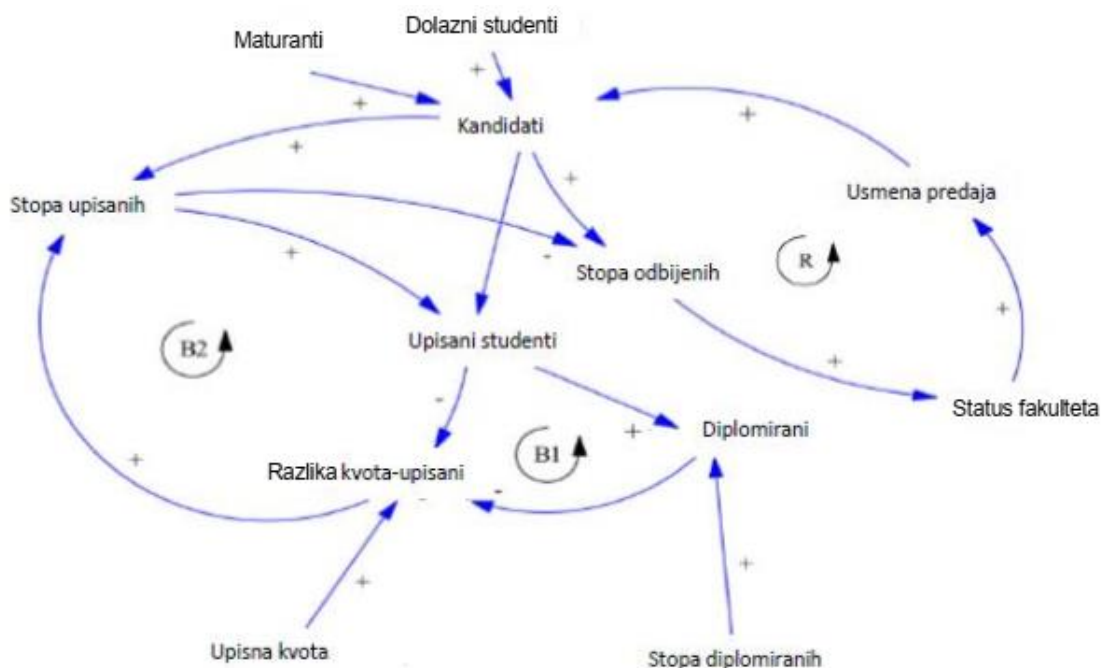 Dolazni studenti
Maturanti
+
+
Kandidati
+
+
+
Usmena predaja
Stopa upisanih
+
-
Stopa odbijenih
R
+
B2
Upisani studenti
+
-
Status fakulteta
+
Diplomirani
B1
+
Razlika kvota-upisani
-
-
+
+
Upisna kvota
Stopa diplomiranih